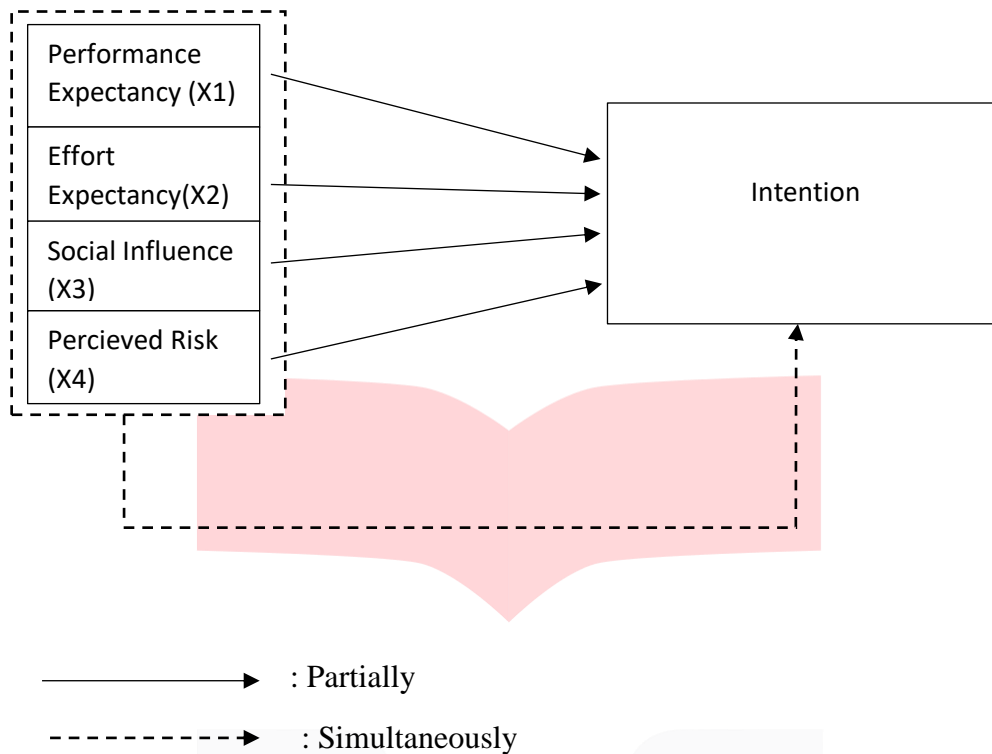 Performance
Expectancy (X1)
Effort
Expectancy(X2)
Social Influence
(X3)
Percieved Risk
(X4)
Intention
: Partially
: Simultaneously